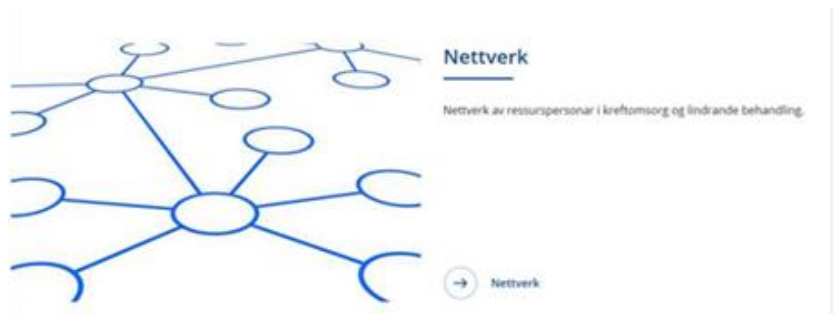 Nettverk
Nettverk av ressurspersonar i kreftomsorg og lindrande behandling.
Nettverk